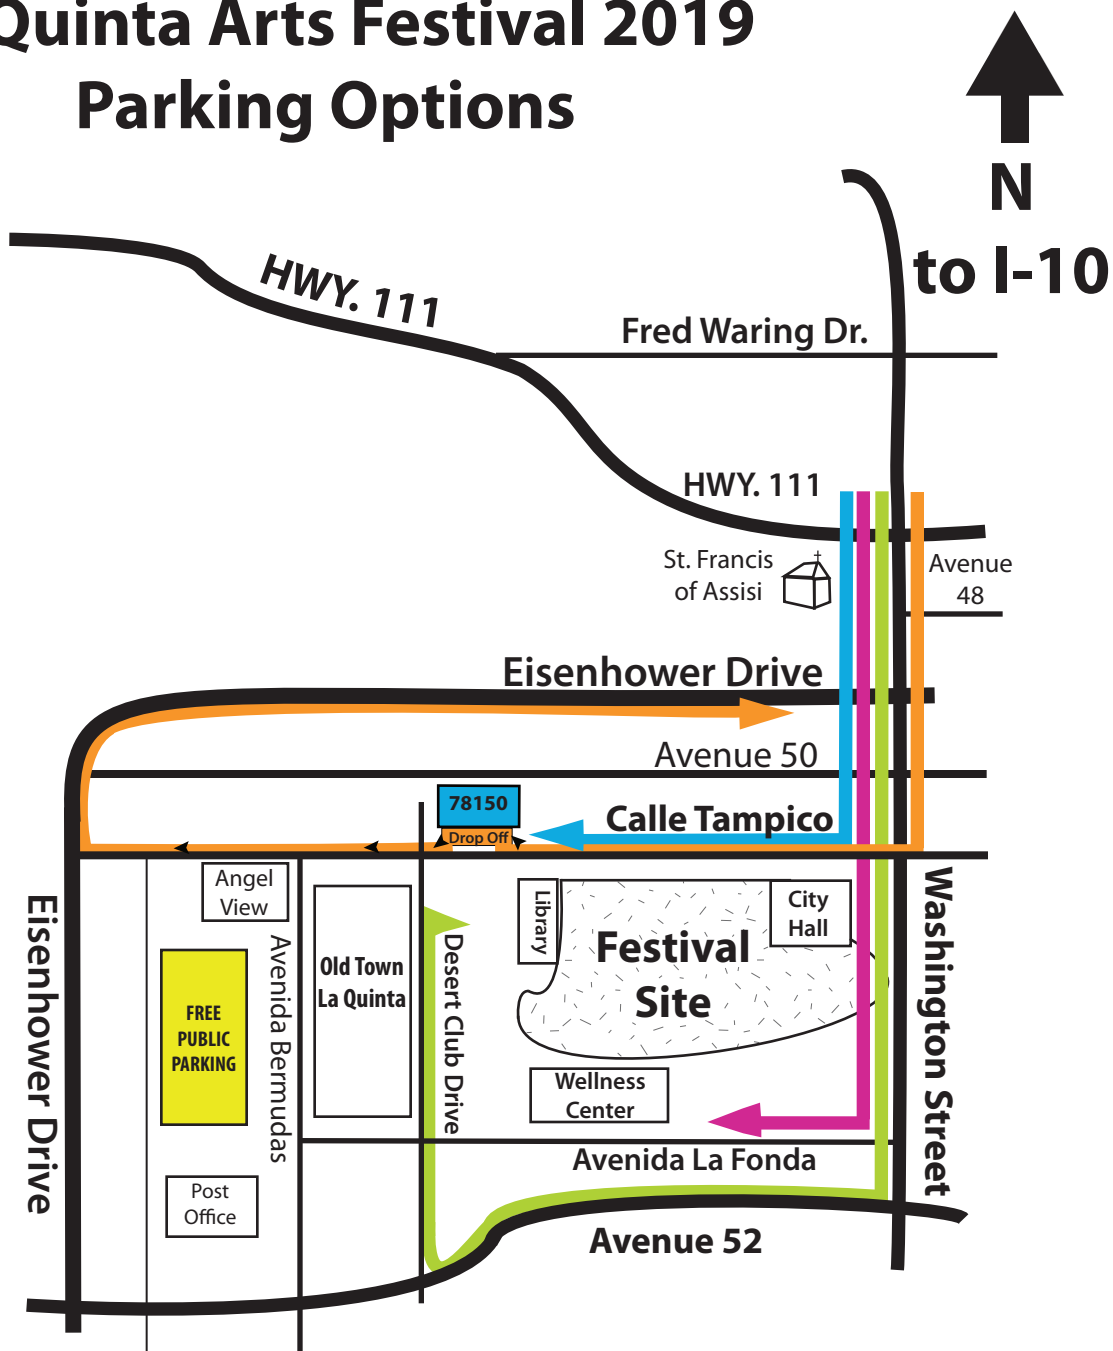 Quinta Arts Festival 2019
Parking Options
N
to I-10
HWY. 111
Fred Waring Dr.
HWY. 111
St. Francis
of Assisi
Avenue
48
Eisenhower Drive
Avenue 50
78150
Drop Off
Calle Tampico
Angel
View
Library
City
Hall
Festival
Site
Old Town
La Quinta
FREE
PUBLIC
PARKING
Avenida Bermudas
Desert Club Drive
Washington Street
Eisenhower Drive
Wellness
Center
Avenida La Fonda
Post
Office
Avenue 52